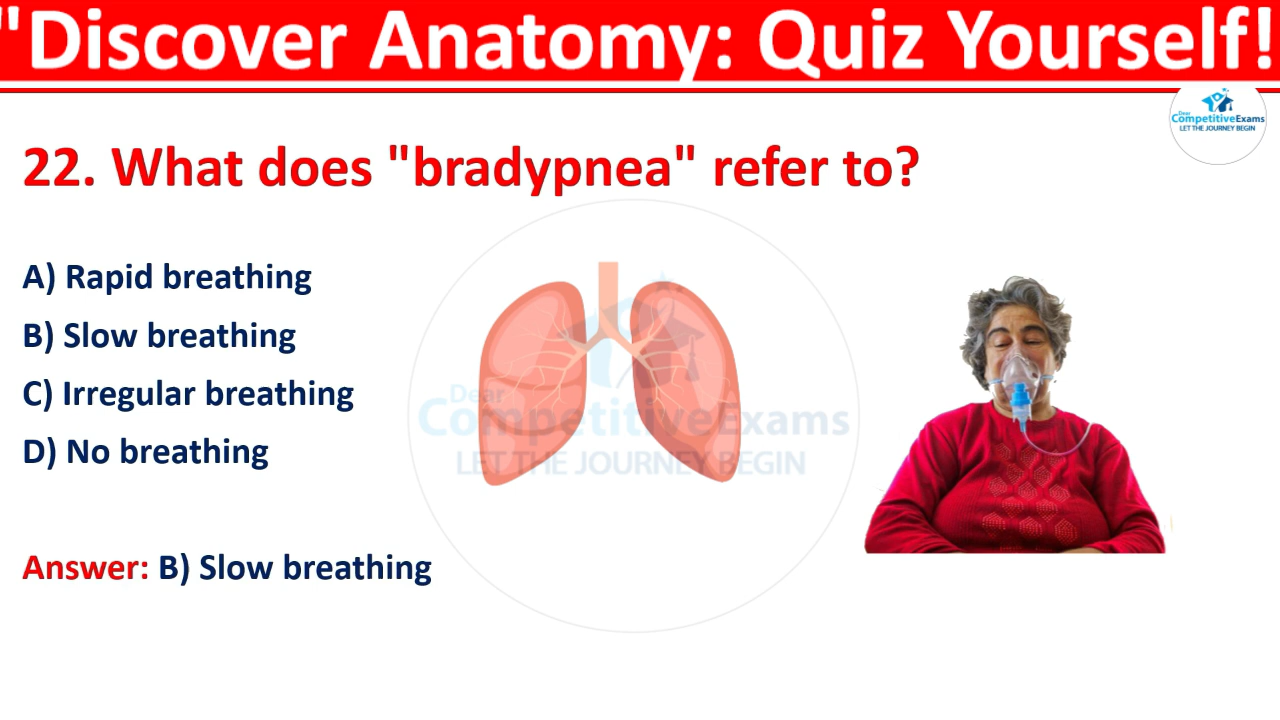 "Discover Anatomy: Quiz Yourself!
Dear
CompetitiveExams
LET THE JOURNEY BEGIN
22. What does "bradypnea" refer to?
A) Rapid breathing
B) Slow breathing
C) Irregular breathing
D) No breathing
Dear
CompetitiveExams
LET THE JOURNEY BEGIN
Answer: B) Slow breathing